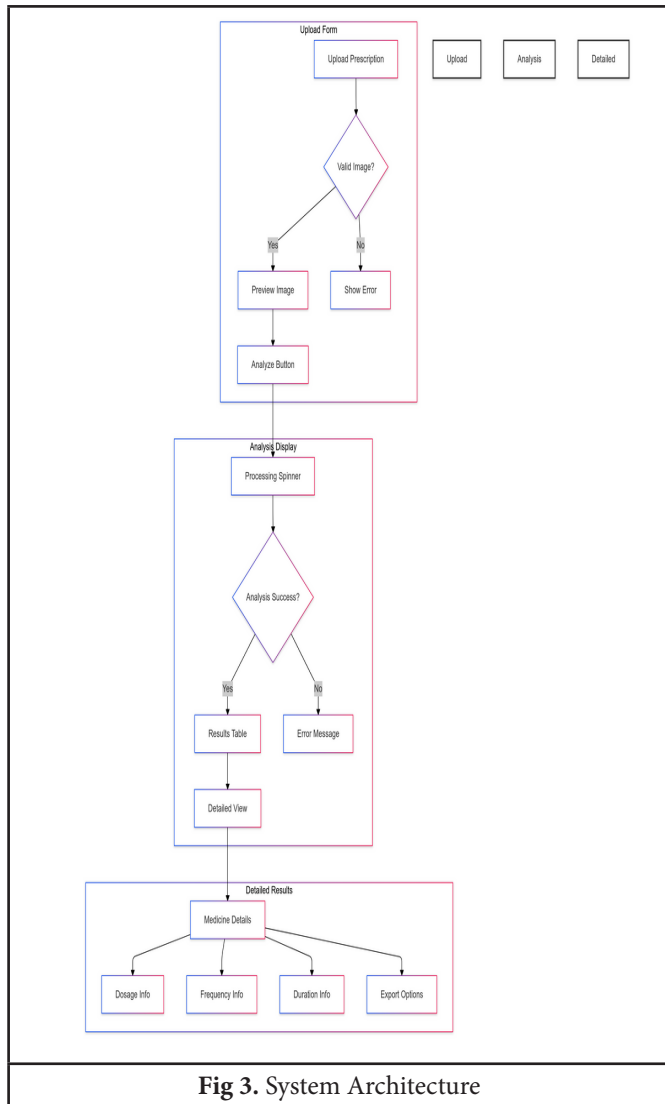 Upload Form
Upload Prescription
Upload
Analysis
Detailed
Valid Image?
Yes
No
Preview Image
Show Error
Analyze Button
Analysis Display
Processing Spinner
Analysis Success?
Yes
No
Results Table
Error Message
Detailed View
Detailed Results
Medicine Details
Dosage Info
Frequency Info
Duration Info
Export Options
Fig 3. System Architecture